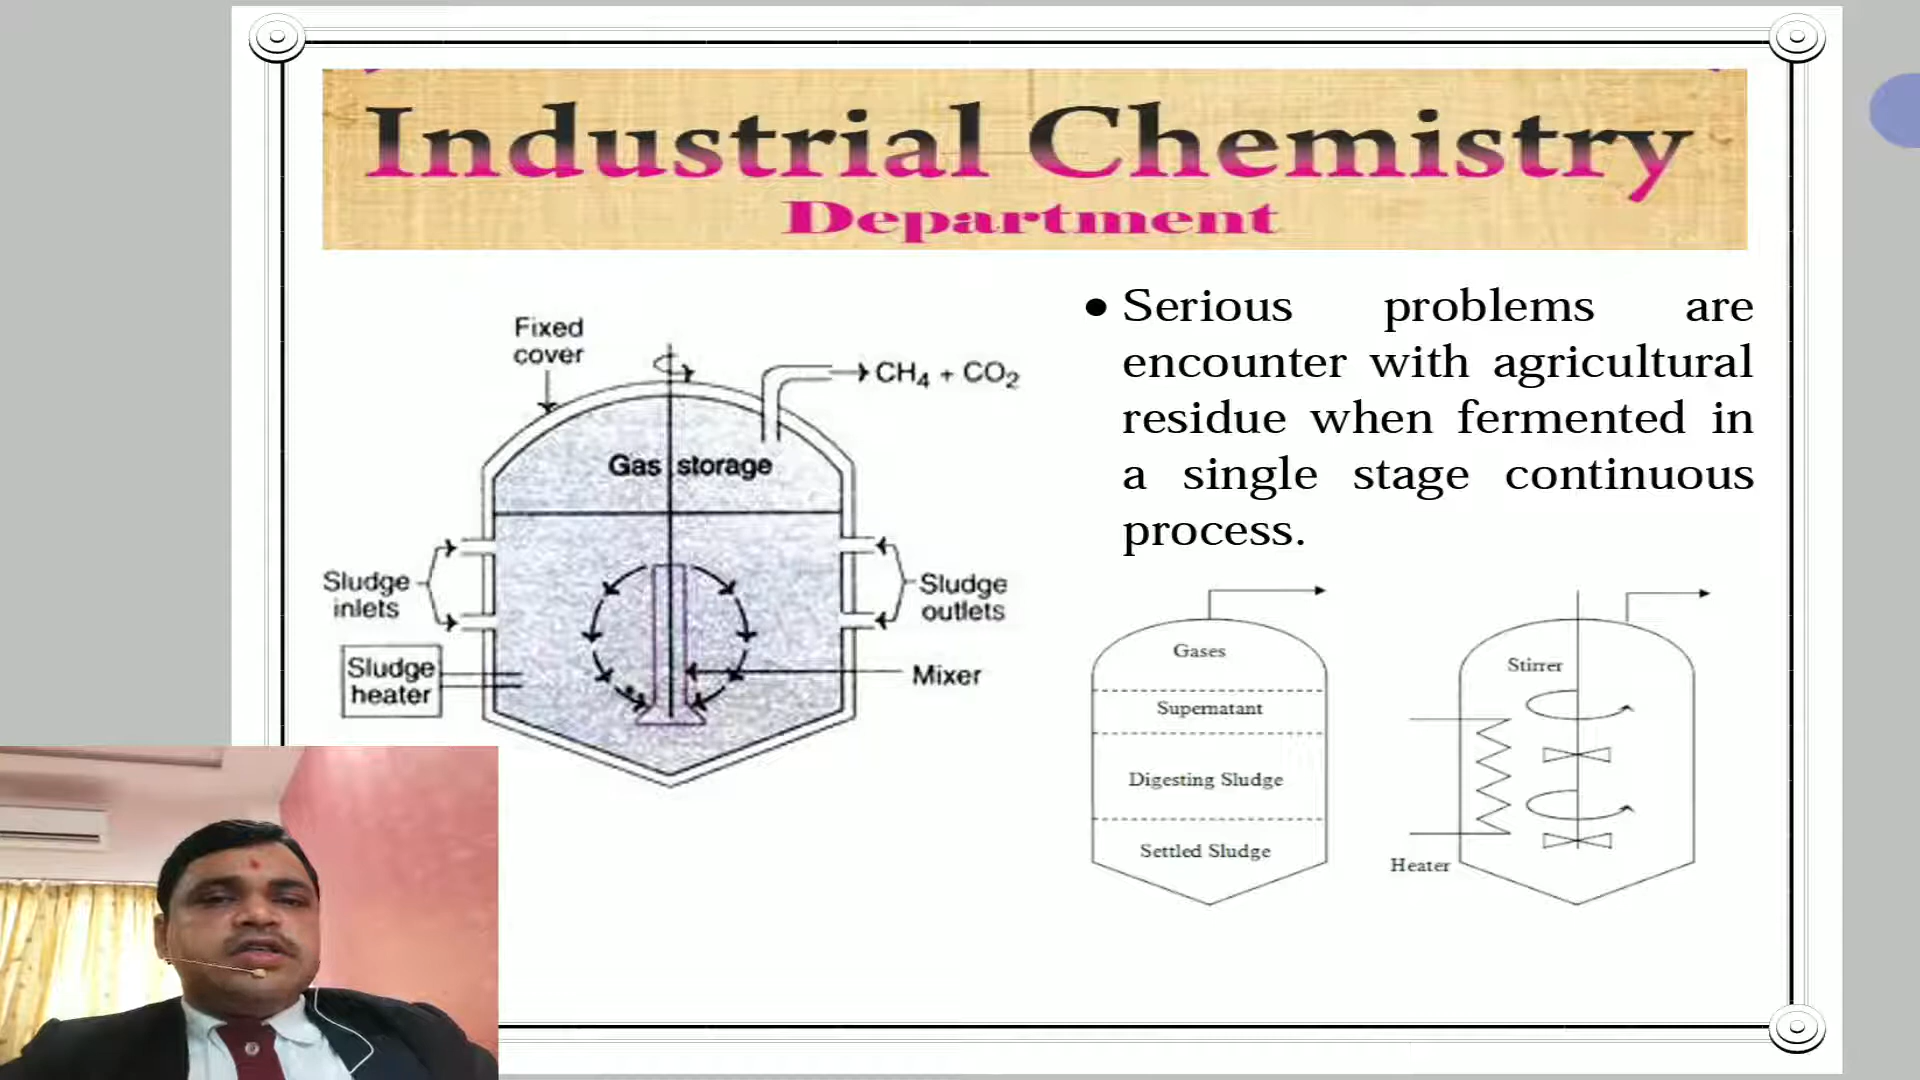 Industrial Chemistry
Department
Fixed
cover
CH4 + CO2
Gas storage
Sludge
inlets
Sludge
outlets
Sludge
heater
Mixer
● Serious problems are
encounter with agricultural
residue when fermented in
a single stage continuous
process.
Gases
Supernatant
Digesting Sludge
Settled Sludge
Stirrer
Heater